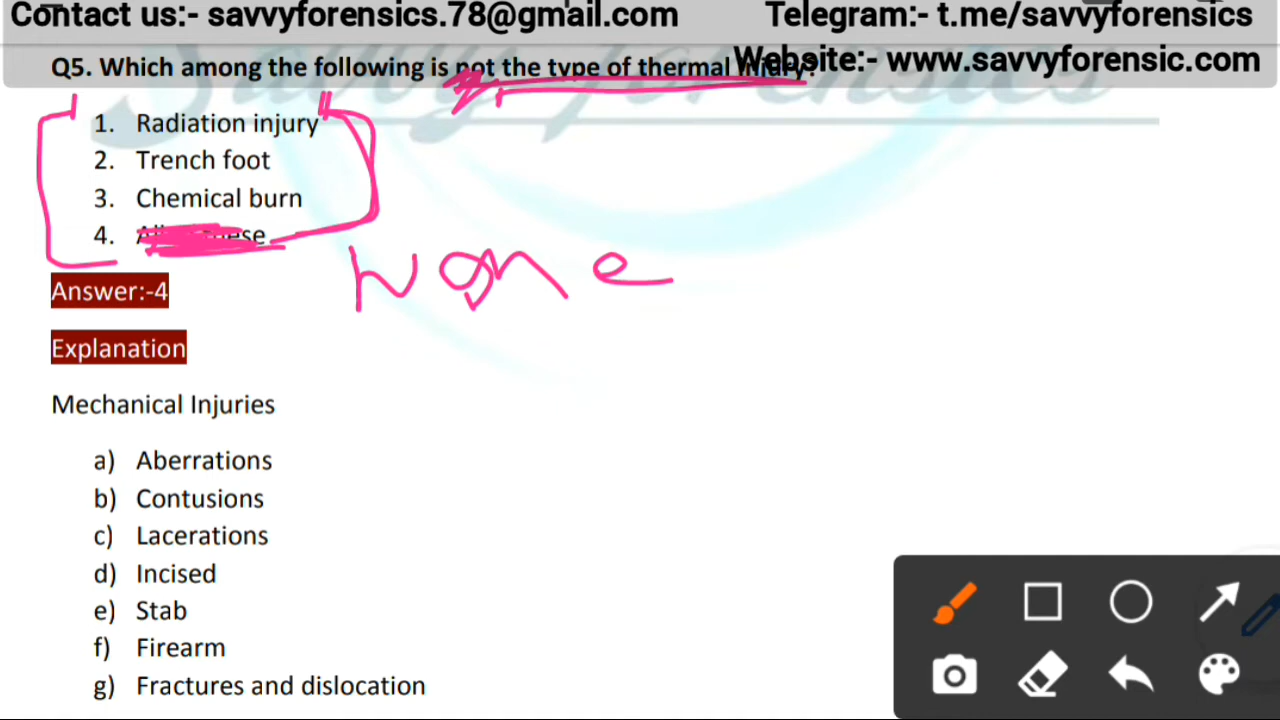 Contact us:- savvyforensics.78@gmail.com Telegram:- t.me/savvyforensics
Website:- www.savvyforensic.com
Q5. Which among the following is not the type of thermal injury?
1. Radiation injury
2. Trench foot
3. Chemical burn
4.
None
Answer:-4
Explanation
Mechanical Injuries
a) Aberrations
b) Contusions
c) Lacerations
d) Incised
e) Stab
f) Firearm
g) Fractures and dislocation